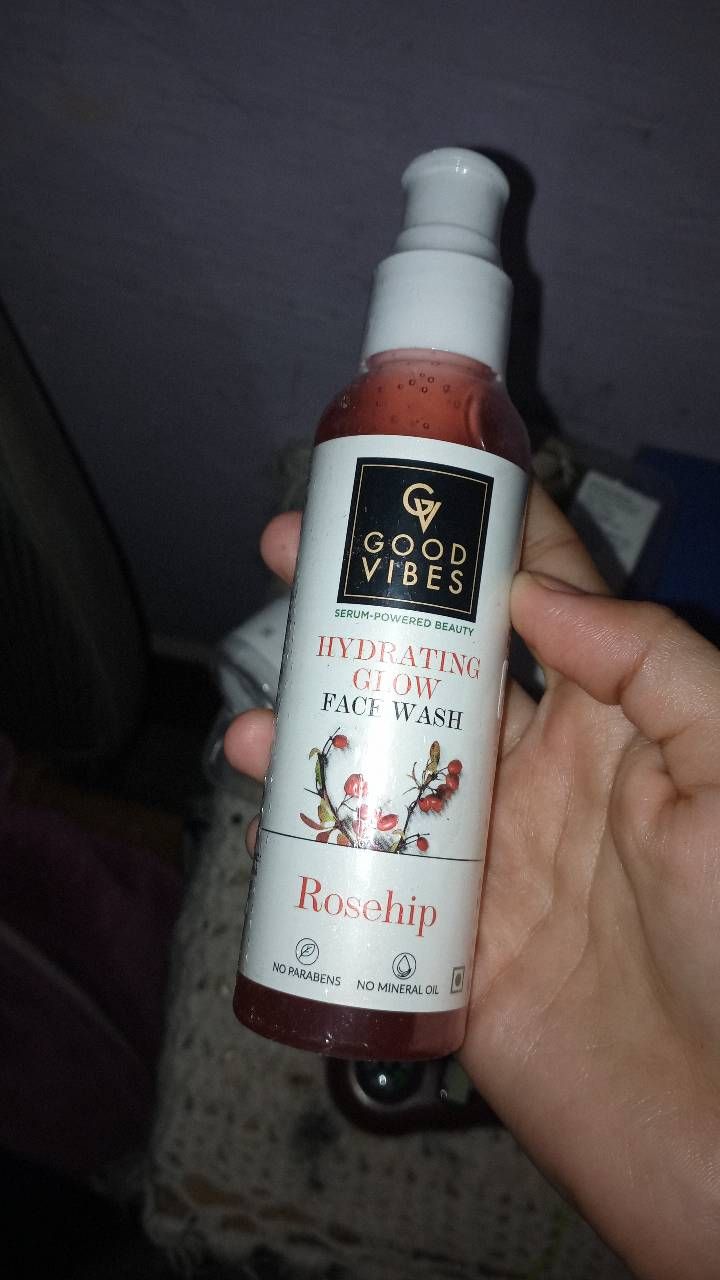 GV
GOOD
VIBES
SERUM-POWERED BEAUTY
HYDRATING
GLOW
FACE WASH
Rosehip
NO PARABENS
NO MINERAL OIL